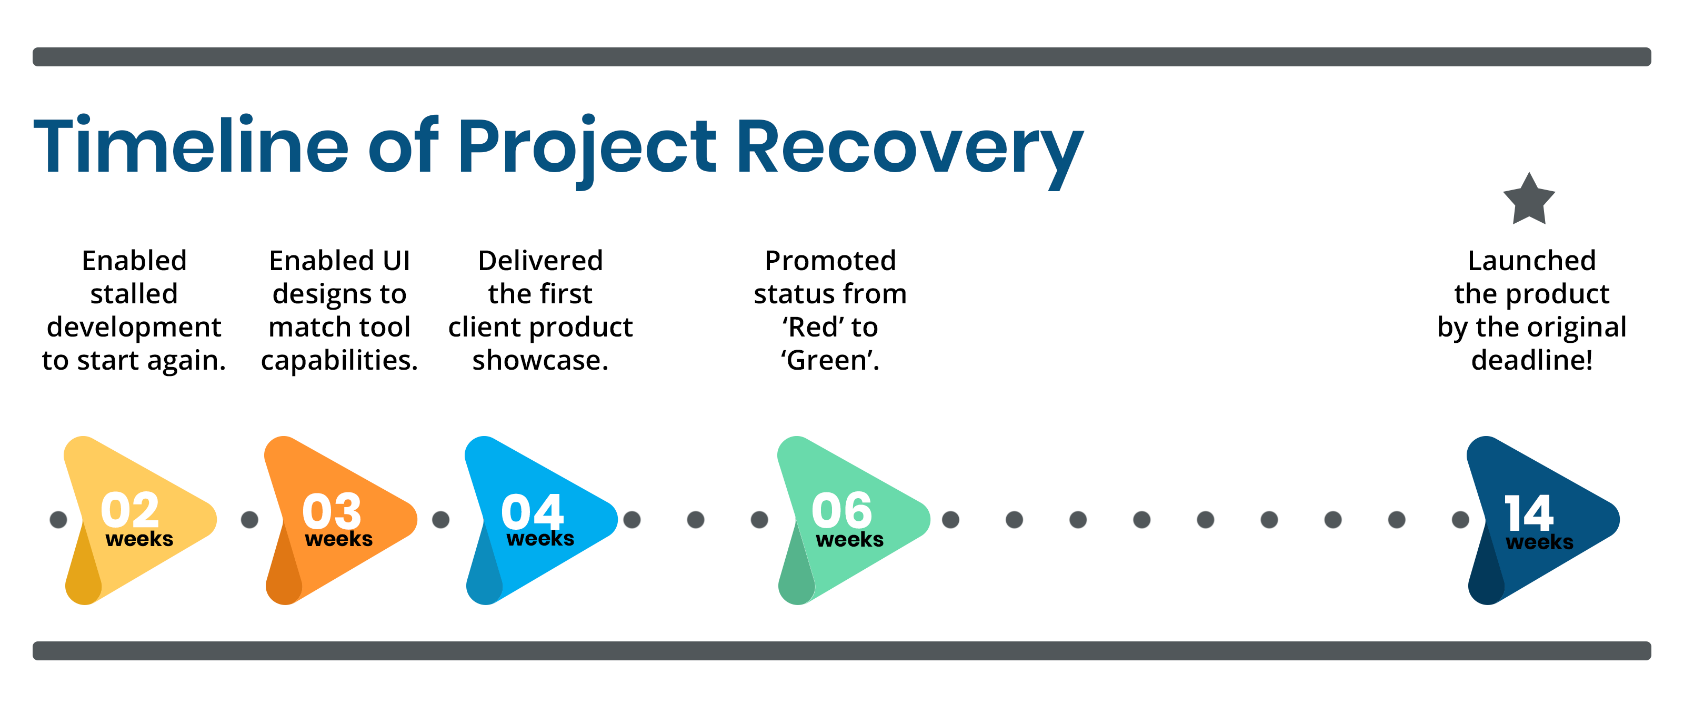 Timeline of Project Recovery
Enabled
stalled
development
to start again.
Enabled UI
designs to
match tool
capabilities.
Delivered
the first
client product
showcase.
Promoted
status from
‘Red’ to
‘Green’.
Launched
the product
by the original
deadline!
02
weeks
03
weeks
04
weeks
06
weeks
14
weeks